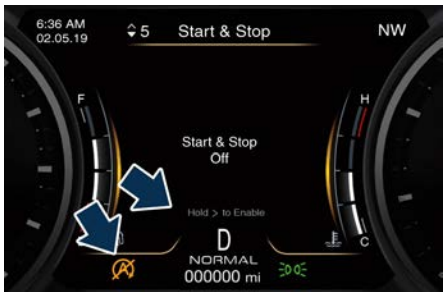 6:36 AM
02.05.19
5
Start & Stop
NW
F
H
Start & Stop
Off
Hold > to Enable
C
D
NORMAL
000000 mi
A